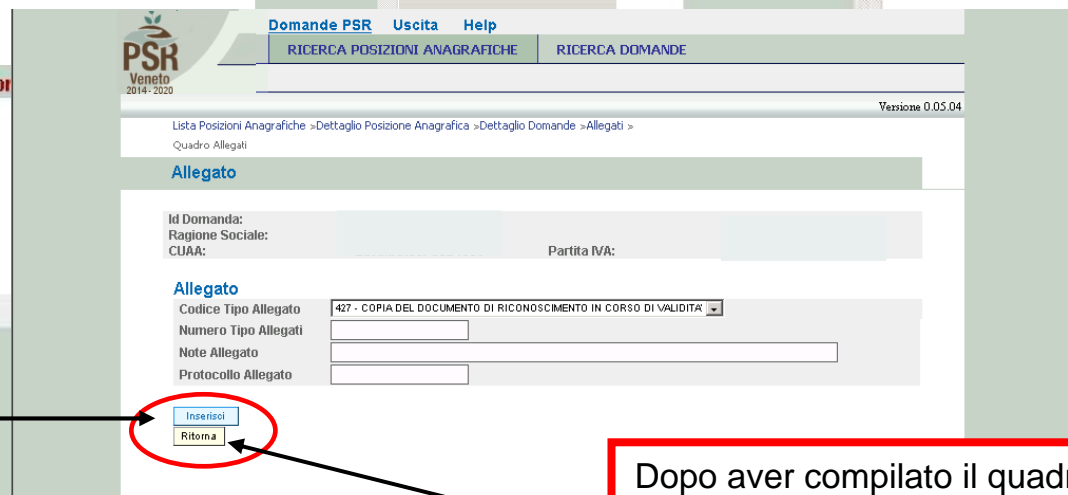 Domande PSR Uscita Help
PSR
Veneto
2014 - 2020
RICERCA POSIZIONI ANAGRAFICHE RICERCA DOMANDE
Versione 0.05.04
Lista Posizioni Anagrafiche »Dettaglio Posizione Anagrafica »Dettaglio Domande »Allegati »
Quadro Allegati
Allegato
Id Domanda:
Ragione Sociale:
CUAA: Partita IVA:
Allegato
Codice Tipo Allegato 427 - COPIA DEL DOCUMENTO DI RICONOSCIMENTO IN CORSO DI VALIDITA'
Numero Tipo Allegati
Note Allegato
Protocollo Allegato
Inserisci
Ritorna
Dopo aver compilato il quadr